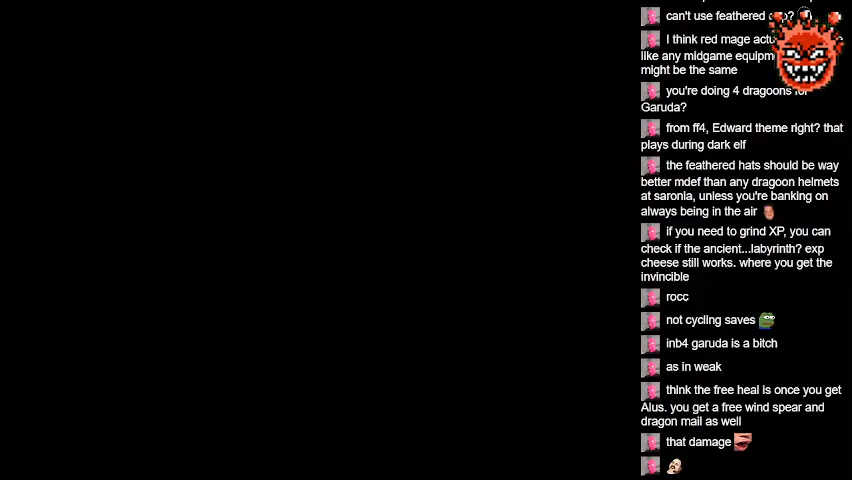 can't use feathered
I think red mage
like any midgame
might be the same
you're doing 4 dragoons for
Garuda?
from ff4, Edward theme right? that
plays during dark elf
the feathered hats should be way
better mdef than any dragoon helmets
at saronia, unless you're banking on
always being in the air
if you need to grind XP, you can
check if the ancient...labyrinth? exp
cheese still works. where you get the
invincible
rocc
not cycling saves
inb4 garuda is a bitch
as in weak
think the free heal is once you get
Alus. you get a free wind spear and
dragon mail as well
that damage